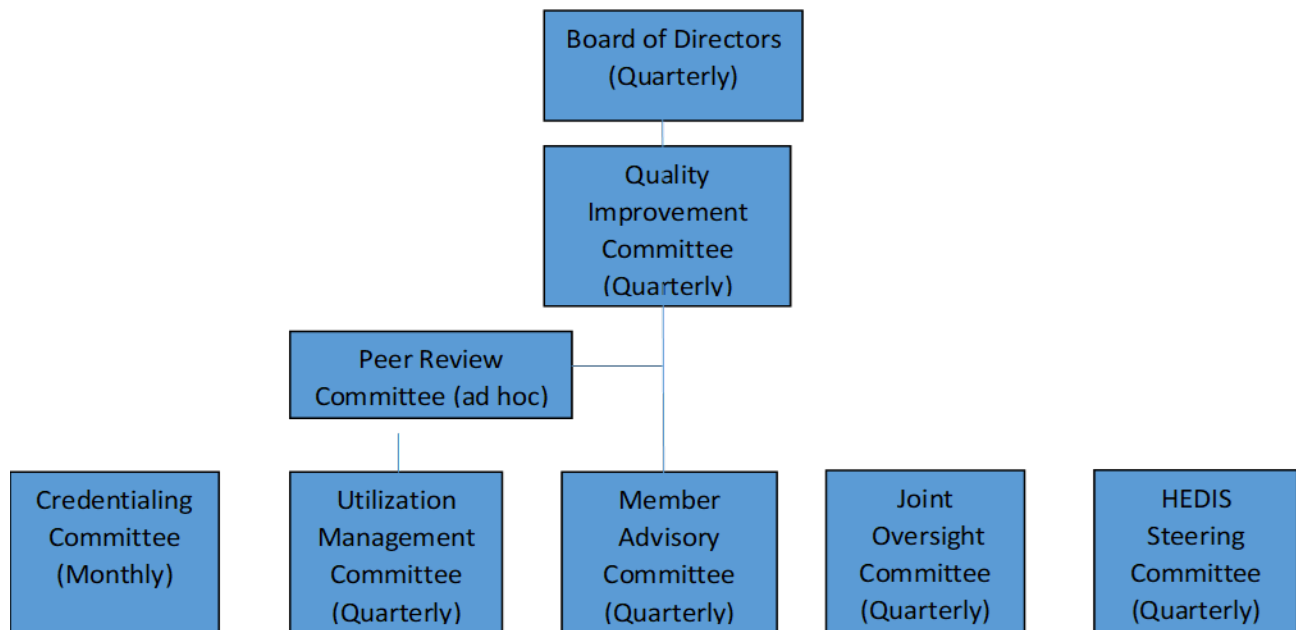 Board of Directors
(Quarterly)
Quality
Improvement
Committee
(Quarterly)
Peer Review
Committee (ad hoc)
Credentialing
Committee
(Monthly)
Utilization
Management
Committee
(Quarterly)
Member
Advisory
Committee
(Quarterly)
Joint
Oversight
Committee
(Quarterly)
HEDIS
Steering
Committee
(Quarterly)